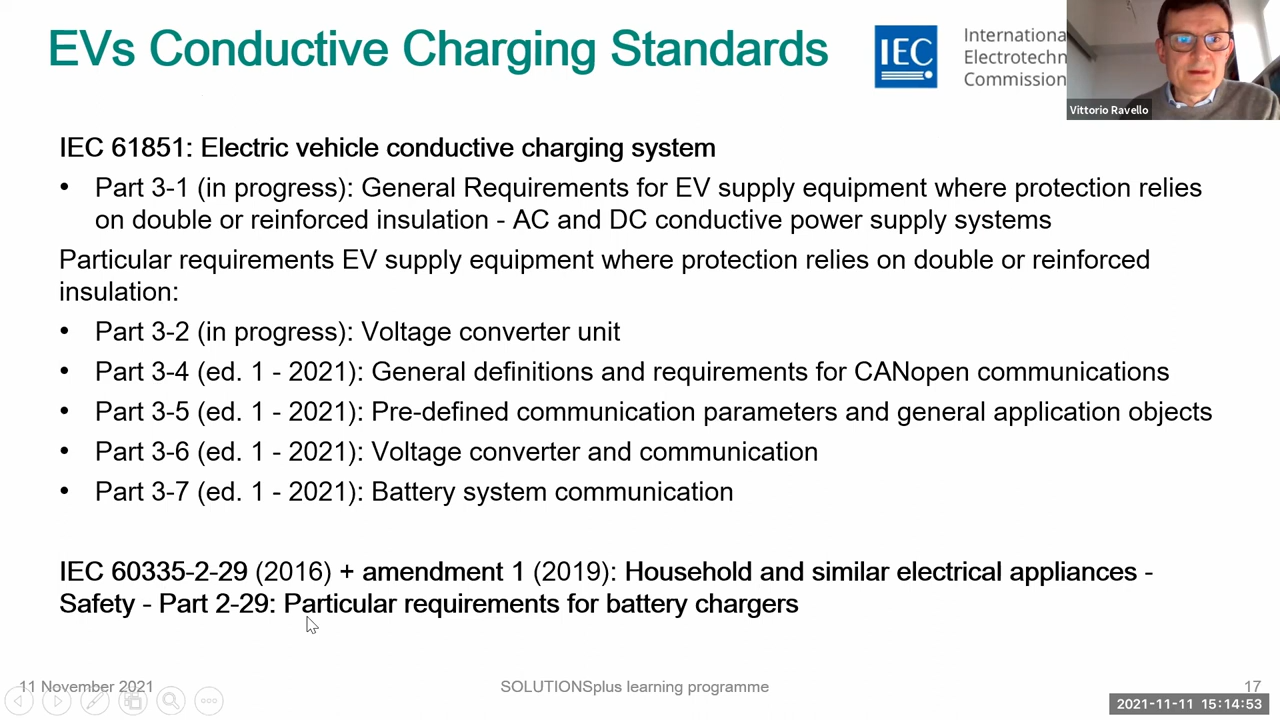 EVs Conductive Charging Standards
IEC
Internationa
Electrotechn
Commission
Vittorio Ravello
IEC 61851: Electric vehicle conductive charging system
• Part 3-1 (in progress): General Requirements for EV supply equipment where protection relies
on double or reinforced insulation - AC and DC conductive power supply systems
Particular requirements EV supply equipment where protection relies on double or reinforced
insulation:
• Part 3-2 (in progress): Voltage converter unit
• Part 3-4 (ed. 1 - 2021): General definitions and requirements for CANopen communications
• Part 3-5 (ed. 1 - 2021): Pre-defined communication parameters and general application objects
• Part 3-6 (ed. 1 - 2021): Voltage converter and communication
• Part 3-7 (ed. 1 - 2021): Battery system communication
IEC 60335-2-29 (2016) + amendment 1 (2019): Household and similar electrical appliances -
Safety - Part 2-29: Particular requirements for battery chargers
11 November 2021
SOLUTIONSplus learning programme
17
2021-11-11 15:14:53